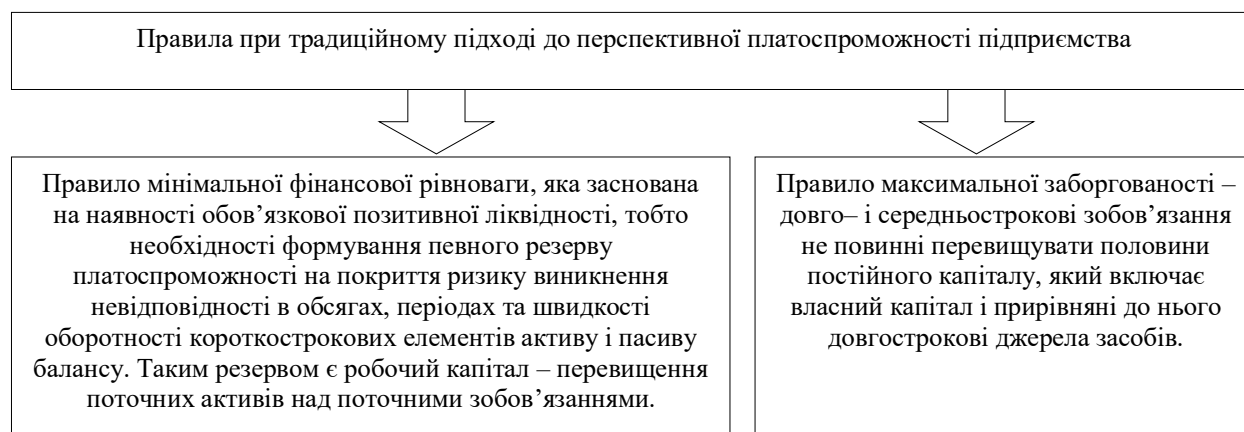 Правила при традиційному підході до перспективної платоспроможності підприємства
Правило мінімальної фінансової рівноваги, яка заснована
на наявності обов’язкової позитивної ліквідності, тобто
необхідності формування певного резерву
платоспроможності на покриття ризику виникнення
невідповідності в обсягах, періодах та швидкості
оборотності короткострокових елементів активу і пасиву
балансу. Таким резервом є робочий капітал – перевищення
поточних активів над поточними зобов’язаннями.
Правило максимальної заборгованості –
довго– і середньострокові зобов’язання
не повинні перевищувати половини
постійного капіталу, який включає
власний капітал і прирівняні до нього
довгострокові джерела засобів.